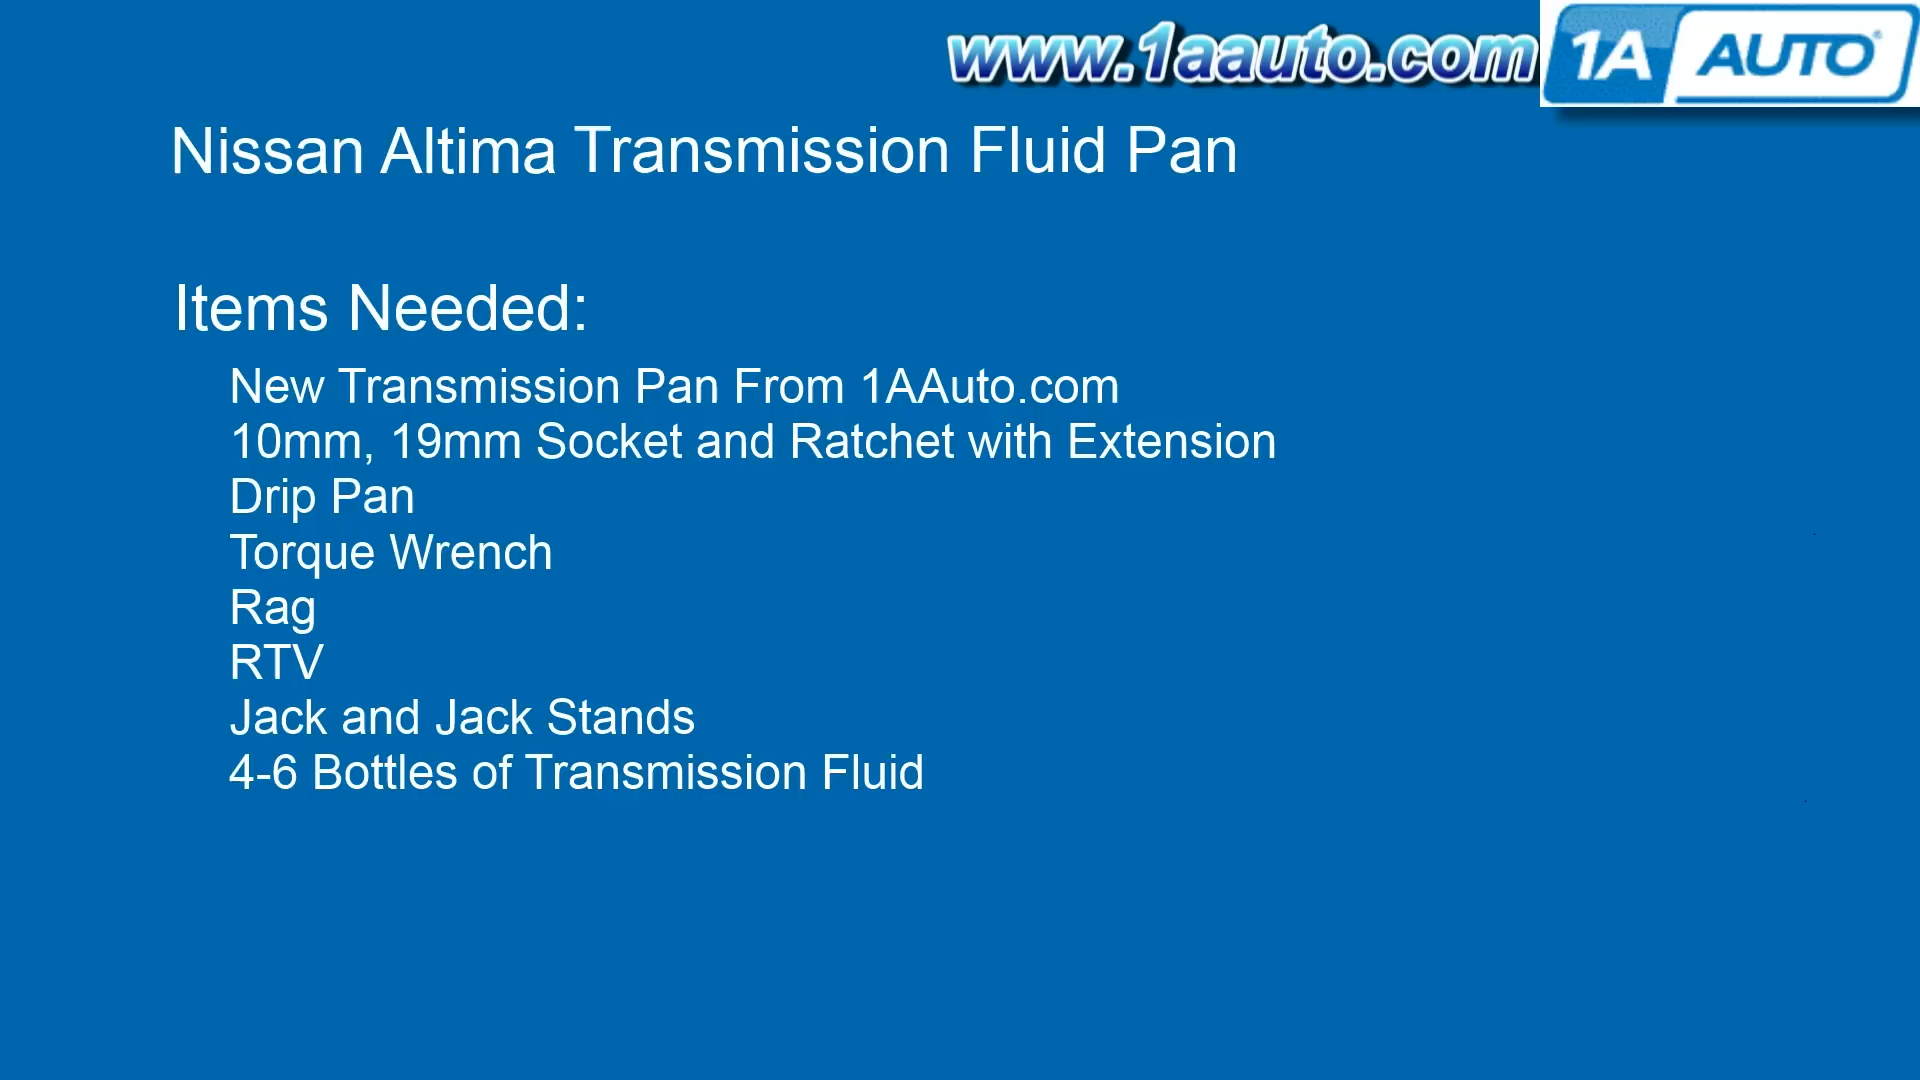 www.1aauto.com 1A AUTO
Nissan Altima Transmission Fluid Pan
Items Needed:
New Transmission Pan From 1AAuto.com
10mm, 19mm Socket and Ratchet with Extension
Drip Pan
Torque Wrench
Rag
RTV
Jack and Jack Stands
4-6 Bottles of Transmission Fluid